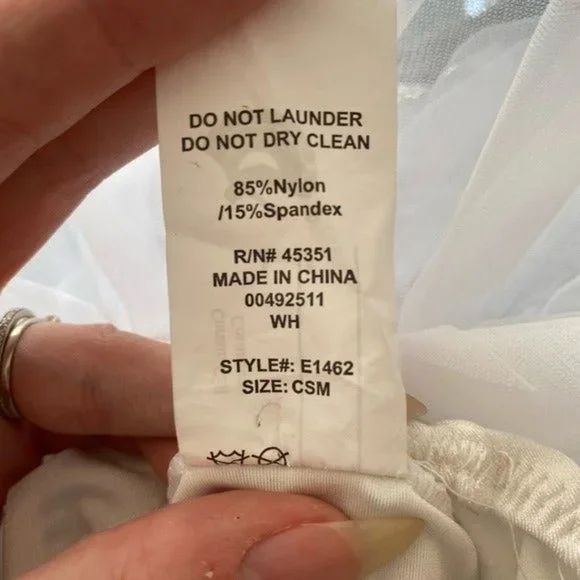 DO NOT LAUNDER
DO NOT DRY CLEAN
85%Nylon
/15%Spandex
R/N# 45351
MADE IN CHINA
00492511
WH
STYLE#: E1462
SIZE: CSM